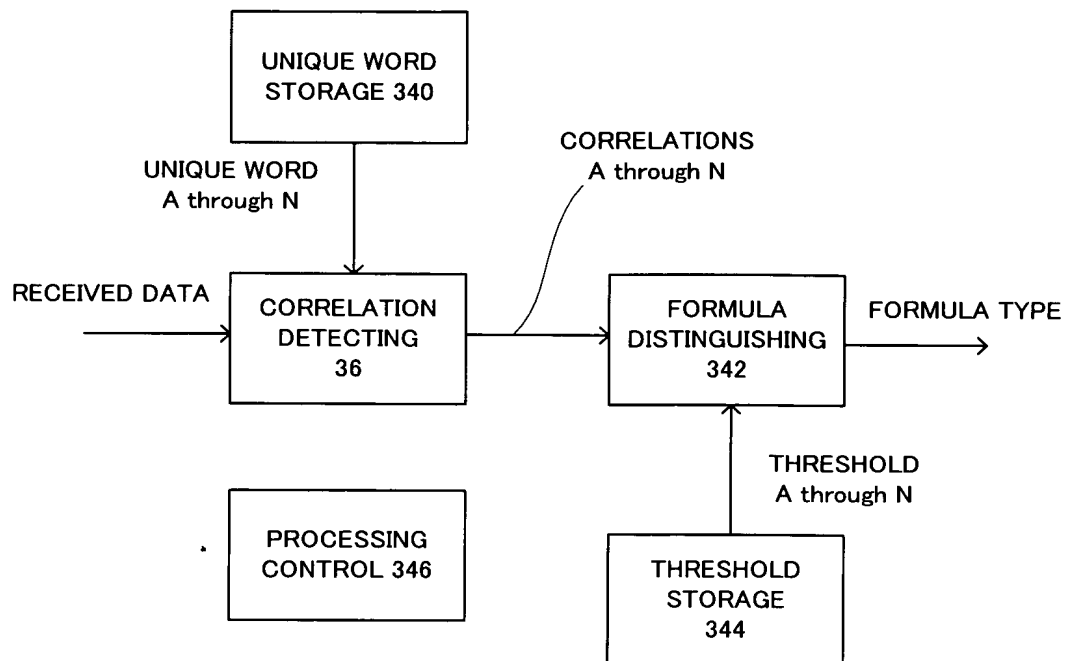 UNIQUE WORD
STORAGE 340
UNIQUE WORD
A through N
CORRELATIONS
A through N
RECEIVED DATA
CORRELATION
DETECTING
36
FORMULA
DISTINGUISHING
342
FORMULA TYPE
THRESHOLD
A through N
PROCESSING
CONTROL 346
THRESHOLD
STORAGE
344